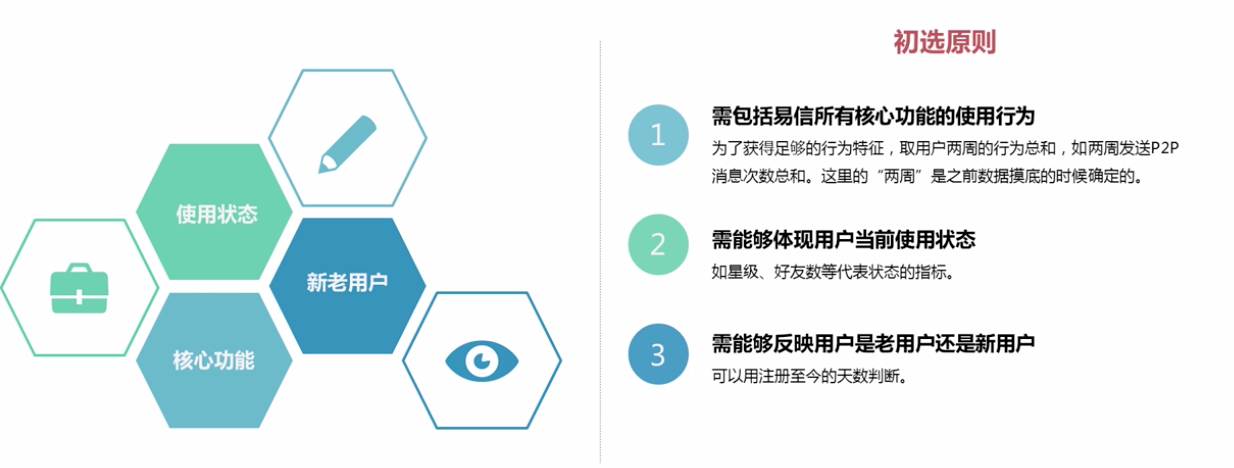 使用状态
新老用户
核心功能
初选原则
1
需包括易信所有核心功能的使用行为
为了获得足够的行为特征，取用户两周的行为总和，如两周发送P2P
消息次数总和。这里的“两周”是之前数据摸底的时候确定的。
2
需能够体现用户当前使用状态
如星级、好友数等代表状态的指标。
3
需能够反映用户是老用户还是新用户
可以用注册至今的天数判断。